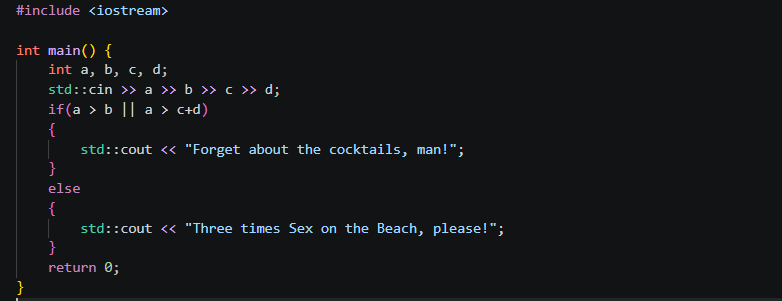 #include <iostream>
int main() {
int a, b, c, d;
std::cin >> a >> b >> c >> d;
if(a > b || a > c+d)
{
std::cout << "Forget about the cocktails, man!";
}
else
{
std::cout << "Three times Sex on the Beach, please!";
}
return 0;
}